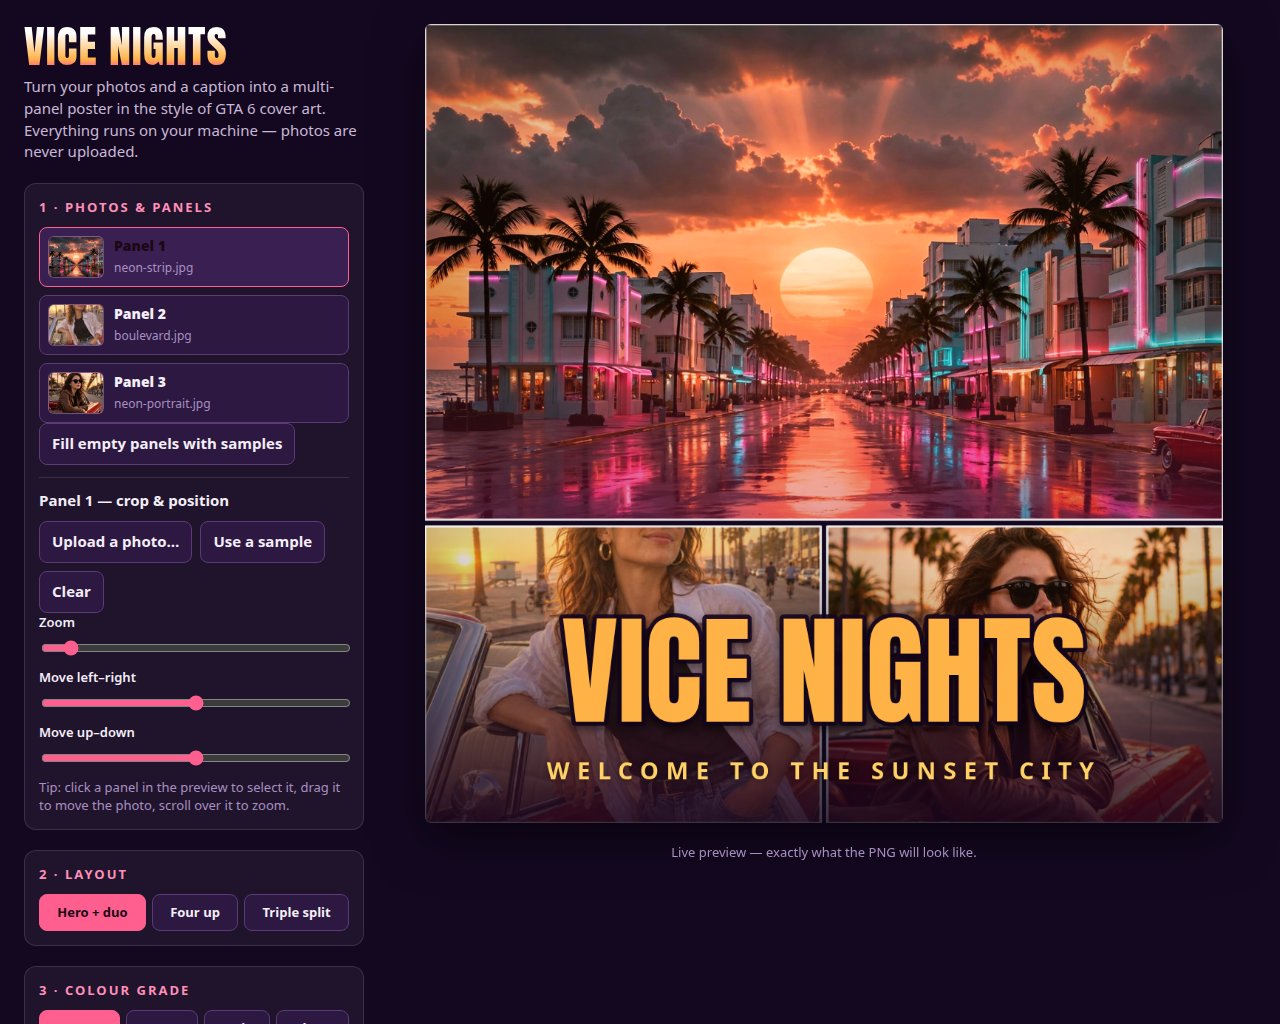 VICE NIGHTS
Turn your photos and a caption into a multi-
panel poster in the style of GTA 6 cover art.
Everything runs on your machine — photos are
never uploaded.
1 · PHOTOS & PANELS
Panel 1
neon-strip.jpg
Panel 2
boulevard.jpg
Panel 3
neon-portrait.jpg
Fill empty panels with samples
Panel 1 — crop & position
Upload a photo...
Use a sample
Clear
Zoom
Move left–right
Move up–down
Tip: click a panel in the preview to select it, drag it
to move the photo, scroll over it to zoom.
2 · LAYOUT
Hero + duo
Four up
Triple split
3 · COLOUR GRADE
VICE NIGHTS
WELCOME TO THE SUNSET CITY
Live preview — exactly what the PNG will look like.